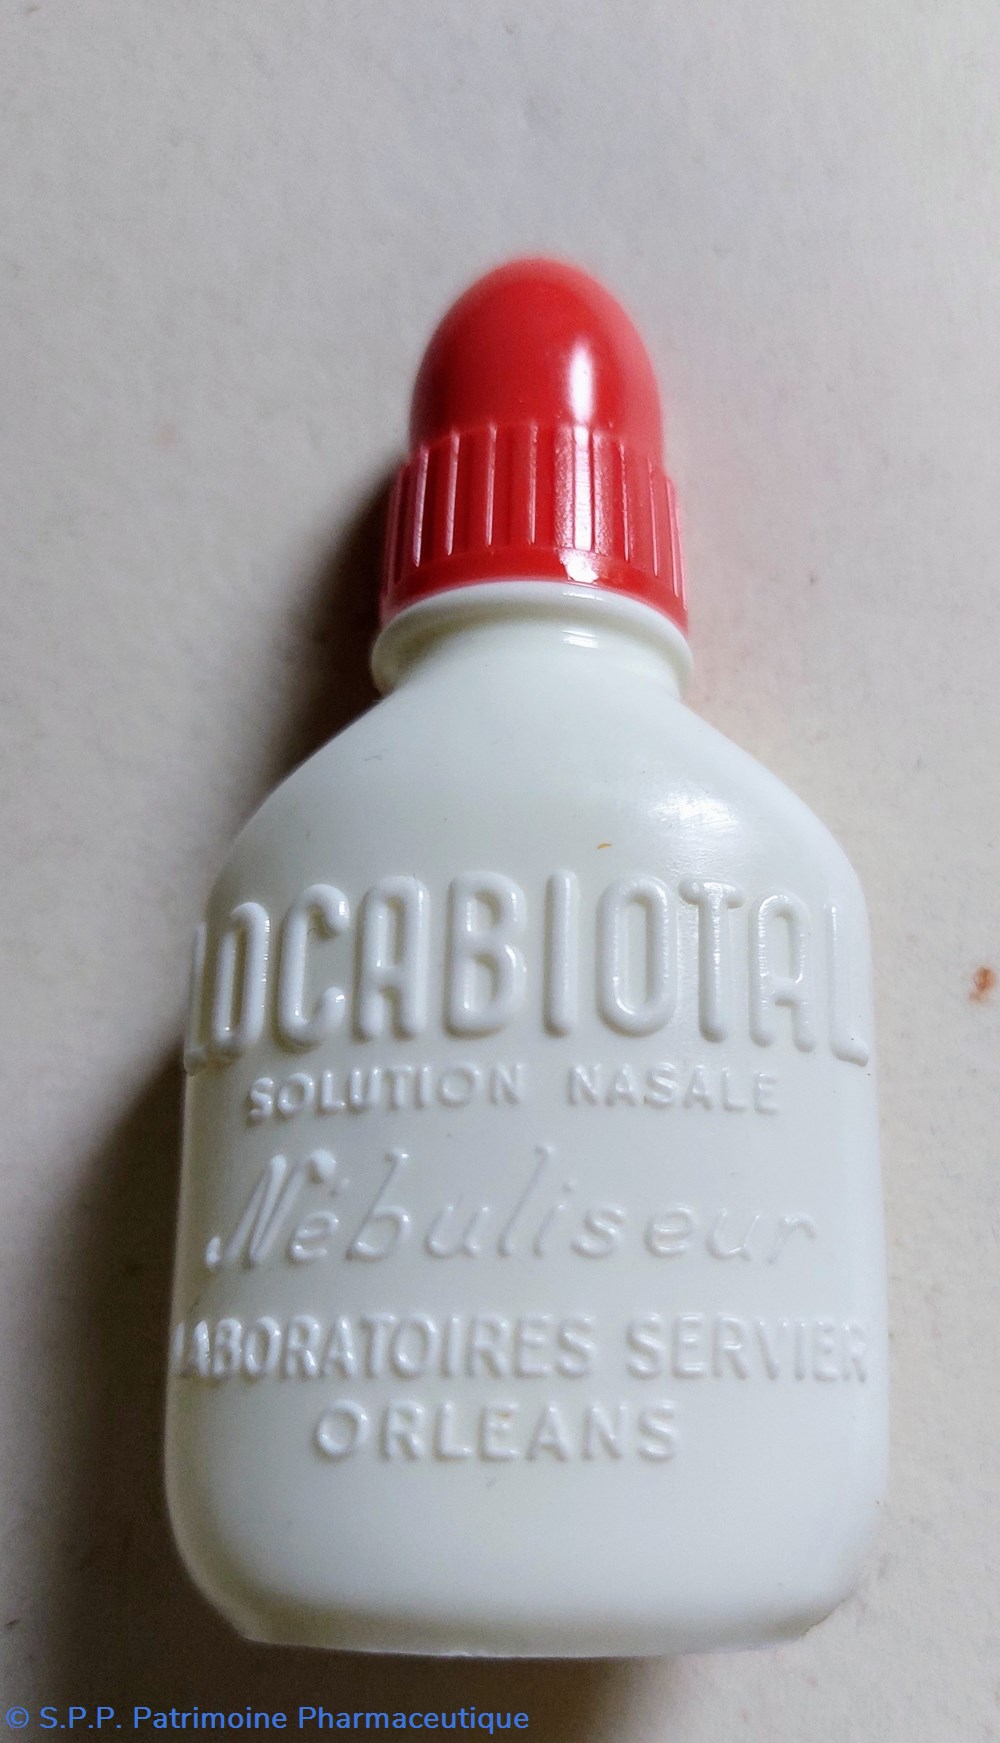 LOCABIOTAL
SOLUTION NASALE
Nébuliseur
LABORATOIRES SERVIER
ORLEANS
© S.P.P. Patrimoine Pharmaceutique